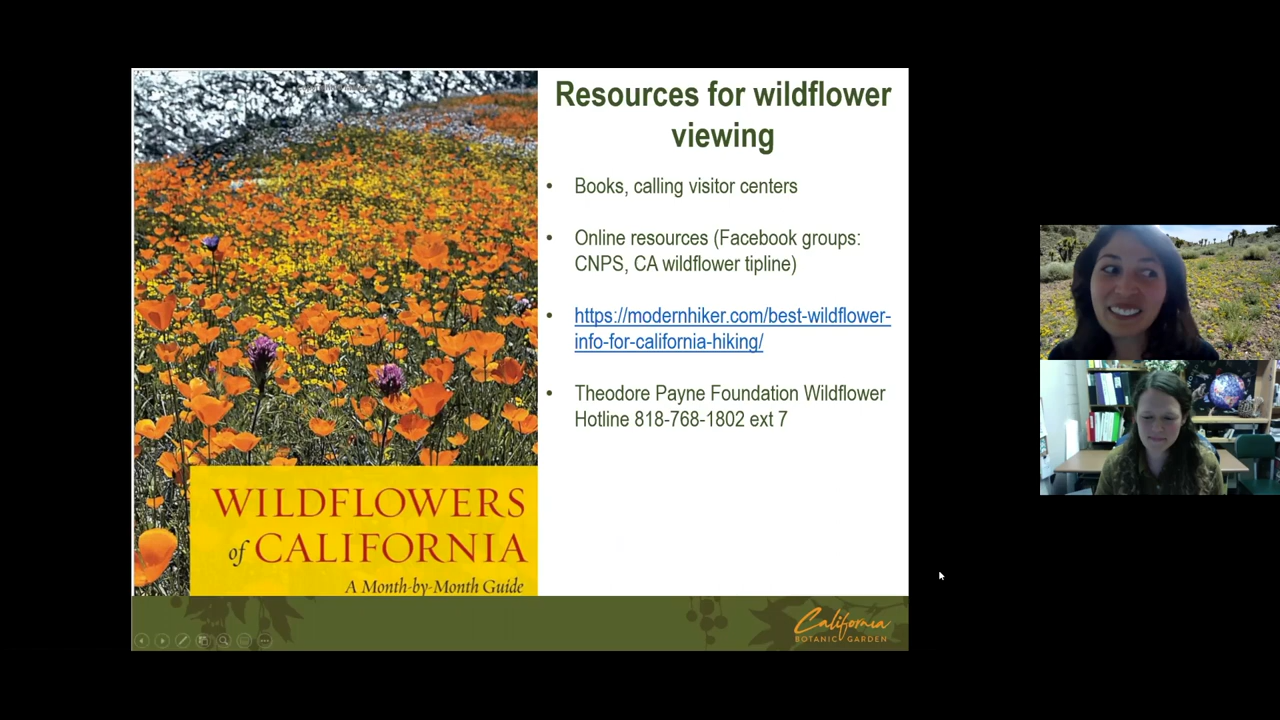 Resources for wildflower
viewing
• Books, calling visitor centers
• Online resources (Facebook groups:
CNPS, CA wildflower tipline)
• https://modernhiker.com/best-wildflower-
info-for-california-hiking/
• Theodore Payne Foundation Wildflower
Hotline 818-768-1802 ext 7
WILDFLOWERS
of CALIFORNIA
A Month-by-Month Guide
California
BOTANIC GARDEN